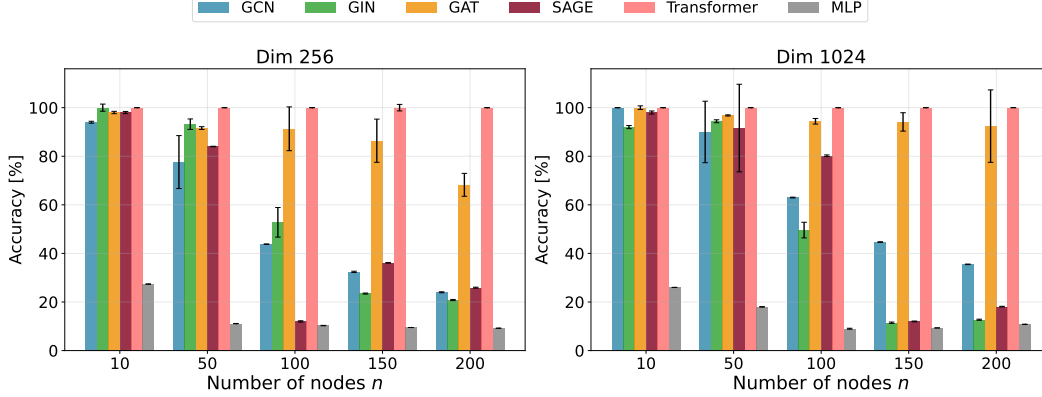 GCN GIN GAT SAGE Transformer MLP
Dim 256
Accuracy [%]
100
80
60
40
20
0
10 50 100 150 200
Number of nodes n
Dim 1024
Accuracy [%]
100
80
60
40
20
0
10 50 100 150 200
Number of nodes n